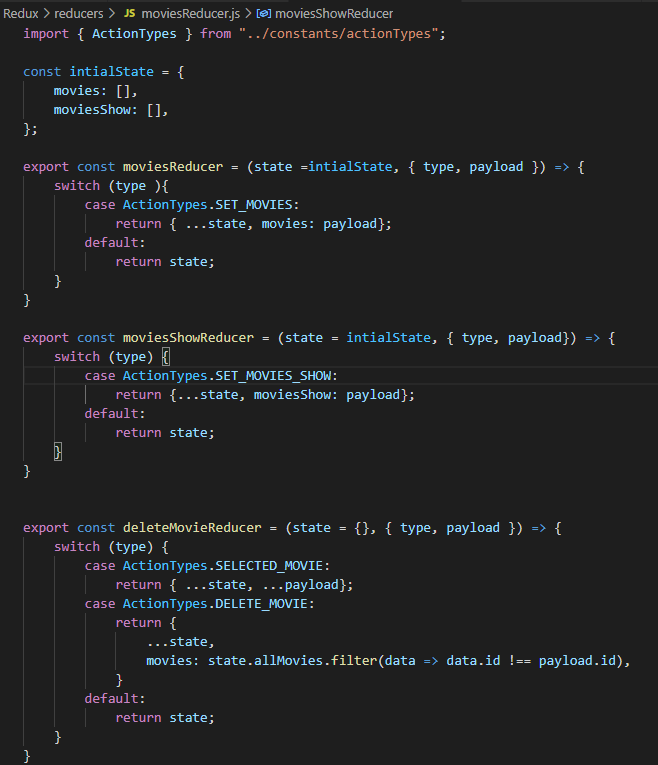 Redux > reducers > JS moviesReducer.js > moviesShowReducer
import { ActionTypes } from "../constants/actionTypes";
const intialState = {
    movies: [],
    moviesShow: [],
};
export const moviesReducer = (state =intialState, { type, payload }) => {
    switch (type ){
        case ActionTypes.SET_MOVIES:
            return { ...state, movies: payload};
        default:
            return state;
    }
}
export const moviesShowReducer = (state = intialState, { type, payload}) => {
    switch (type) {
        case ActionTypes.SET_MOVIES_SHOW:
            return {...state, moviesShow: payload};
        default:
            return state;
    }
}
export const deleteMovieReducer = (state = {}, { type, payload }) => {
    switch (type) {
        case ActionTypes.SELECTED_MOVIE:
            return { ...state, ...payload};
        case ActionTypes.DELETE_MOVIE:
            return {
                ...state,
                movies: state.allMovies.filter(data => data.id !== payload.id),
            }
        default:
            return state;
    }
}